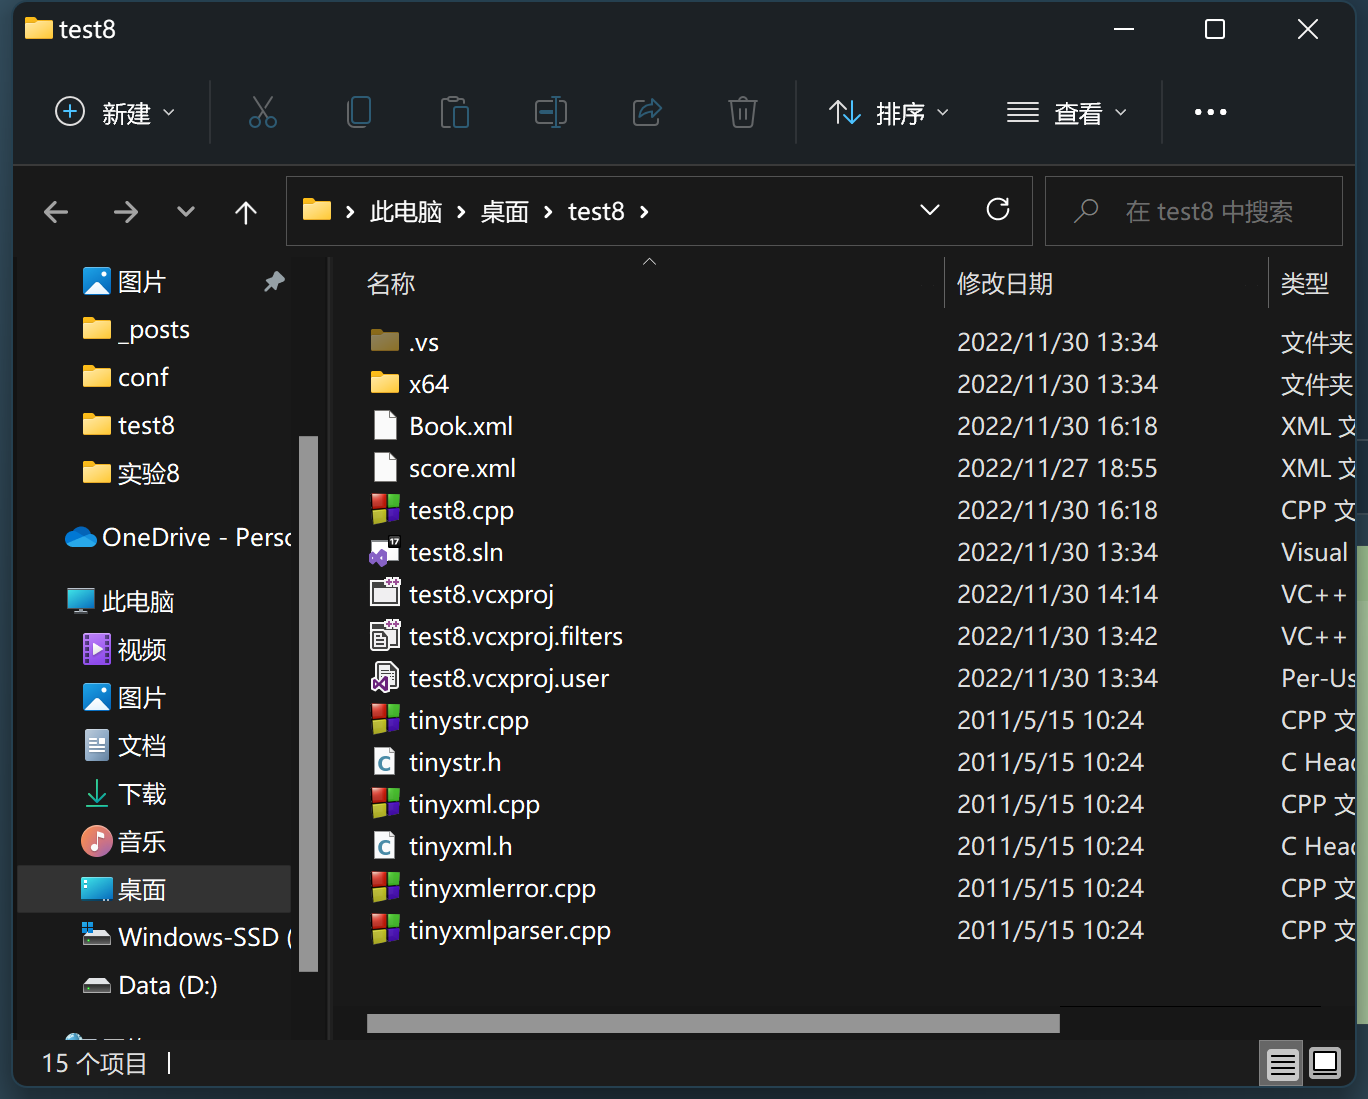 test8
新建
排序
查看
此电脑
桌面
test8
在 test8 中搜索
图片
_posts
conf
test8
实验8
OneDrive - Perso
此电脑
视频
图片
文档
下载
音乐
桌面
Windows-SSD (
Data (D:)
名称 修改日期 类型
.vs 2022/11/30 13:34 文件夹
x64 2022/11/30 13:34 文件夹
Book.xml 2022/11/30 16:18 XML 文
score.xml 2022/11/27 18:55 XML 文
test8.cpp 2022/11/30 16:18 CPP 文
test8.sln 2022/11/30 13:34 Visual
test8.vcxproj 2022/11/30 14:14 VC++
test8.vcxproj.filters 2022/11/30 13:42 VC++
test8.vcxproj.user 2022/11/30 13:34 Per-Us
tinystr.cpp 2011/5/15 10:24 CPP 文
tinystr.h 2011/5/15 10:24 C Head
tinyxml.cpp 2011/5/15 10:24 CPP 文
tinyxml.h 2011/5/15 10:24 C Head
tinyxmlerror.cpp 2011/5/15 10:24 CPP 文
tinyxmlparser.cpp 2011/5/15 10:24 CPP 文
15 个项目